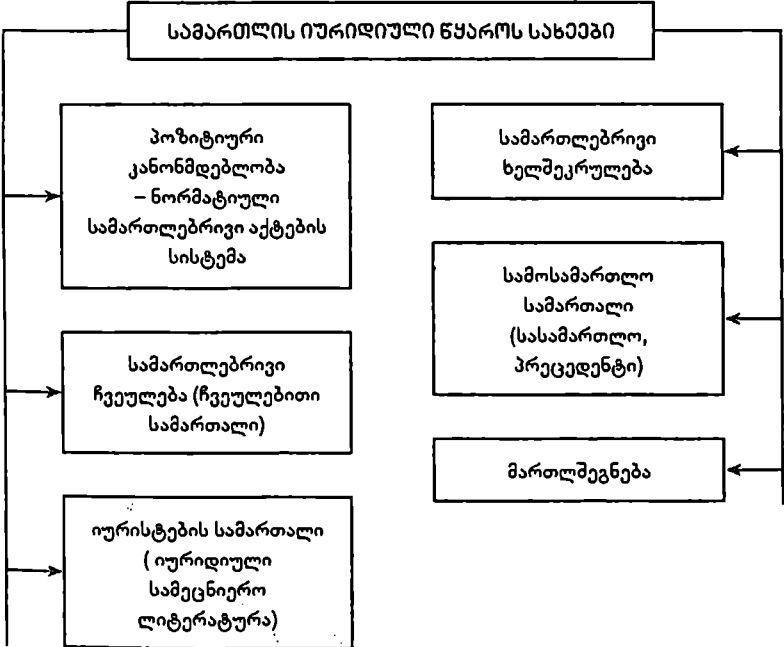 სამართლის იურიდიული წყაროს სახეები
პოზიტიური
კანონმდებლობა
– ნორმატიული
სამართლებრივი აქტების
სისტემა
სამართლებრივი
ჩვეულება (ჩვეულებითი
სამართალი)
იურისტების სამართალი
( იურიდიული
სამეცნიერო
ლიტერატურა)
სამართლებრივი
ხელშეკრულება
სამოსამართლო
სამართალი
(სასამართლო,
პრეცედენტი)
მართლშეგნება